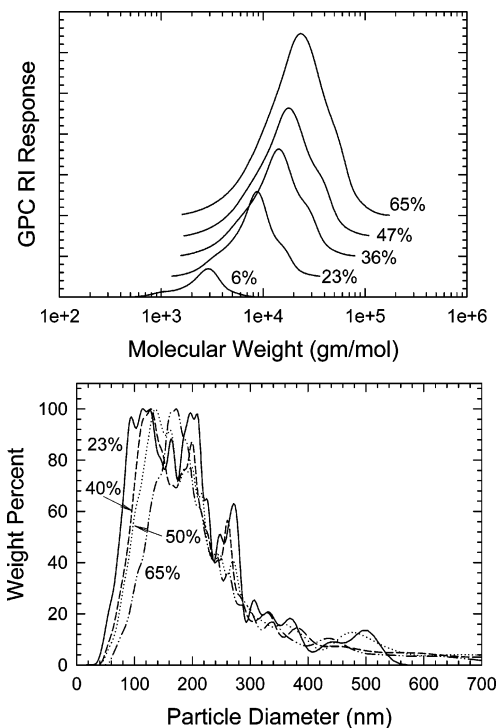 GPC RI Response
65%
47%
36%
23%
6%
1e+2 1e+3 1e+4 1e+5 1e+6
Molecular Weight (gm/mol)
Weight Percent
100
80
60
40
20
0
23%
40%
50%
65%
0 100 200 300 400 500 600 700
Particle Diameter (nm)